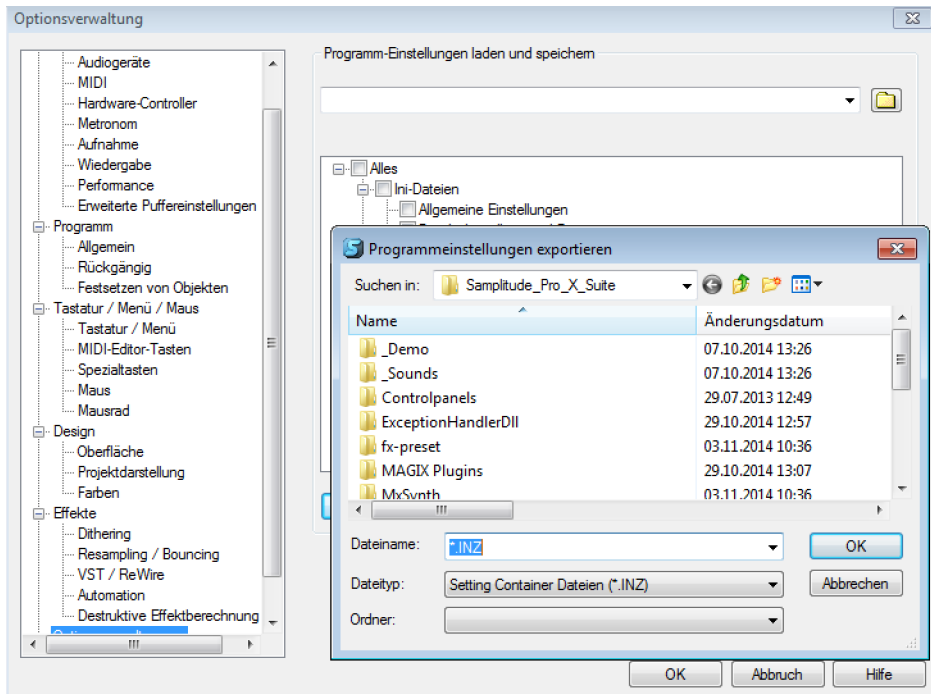 Optionsverwaltung
Audiogeräte
MIDI
Hardware-Controller
Metronom
Aufnahme
Wiedergabe
Performance
Erweiterte Puffereinstellungen
Programm
Allgemein
Rückgängig
Festsetzen von Objekten
Tastatur / Menü / Maus
Tastatur / Menü
MIDI-Editor-Tasten
Spezialtasten
Maus
Mausrad
Design
Oberfläche
Projektdarstellung
Farben
Effekte
Dithering
Resampling / Bouncing
VST / ReWire
Automation
Destruktive Effektberechnung
Programm-Einstellungen laden und speichern
Alles
Ini-Dateien
Allgemeine Einstellungen
Programmeinstellungen exportieren
Suchen in: Samplitude_Pro_X_Suite
Name Änderungsdatum
_Demo 07.10.2014 13:26
_Sounds 07.10.2014 13:26
Controlpanels 29.07.2013 12:49
ExceptionHandlerDll 29.10.2014 12:57
fx-preset 03.11.2014 10:36
MAGIX Plugins 29.10.2014 13:07
MxSynth 03.11.2014 10:36
Dateiname: *.INZ OK
Dateityp: Setting Container Dateien (*.INZ) Abbrechen
Ordner:
OK Abbruch Hilfe